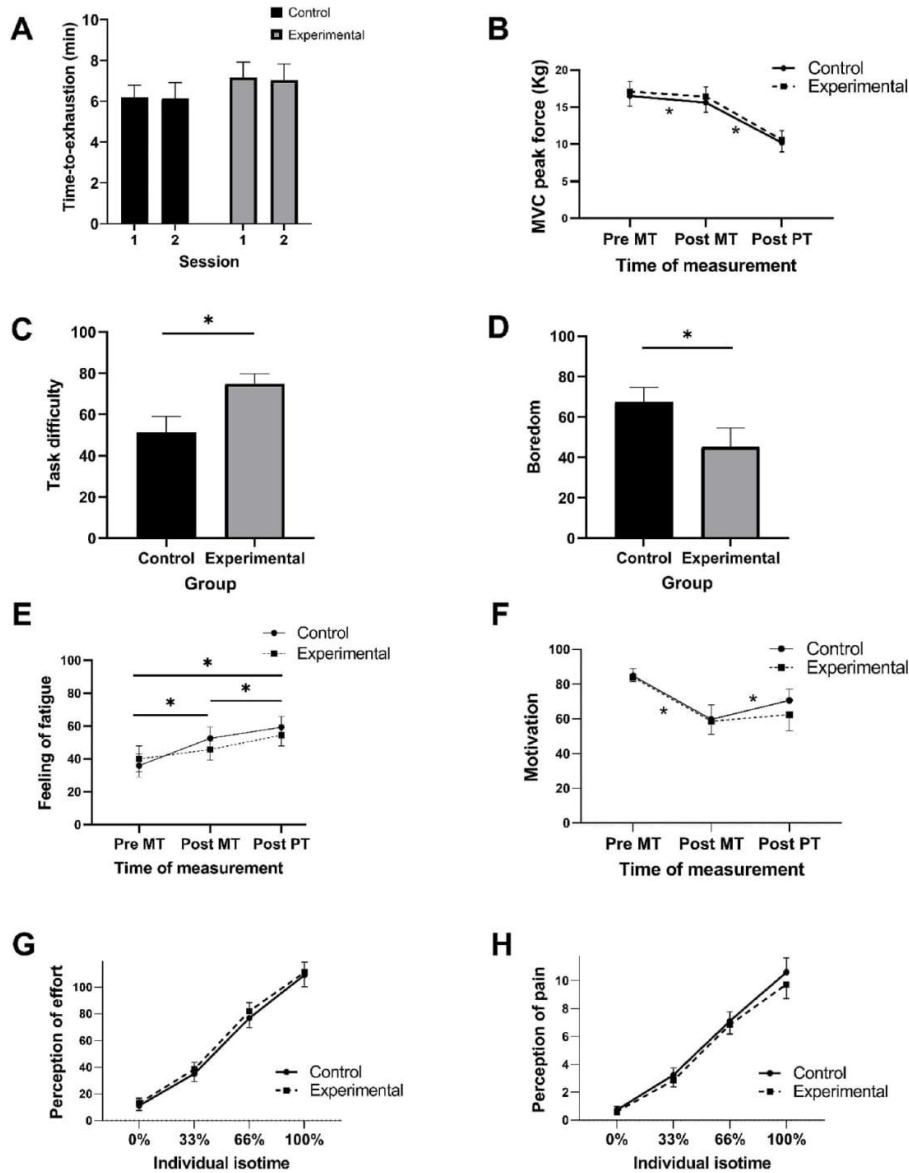 A
Control
Experimental
Time-to-exhaustion (min)
10
8
6
4
2
0
1 2 1 2
Session
B
Control
Experimental
MVC peak force (Kg)
20
15
10
5
0
*
*
Pre MT Post MT Post PT
Time of measurement
C
Task difficulty
100
80
60
40
20
0
*
Control Experimental
Group
D
Boredom
100
80
60
40
20
0
*
Control Experimental
Group
E
Control
Experimental
Feeling of fatigue
100
80
60
40
20
0
*
* *
Pre MT Post MT Post PT
Time of measurement
F
Control
Experimental
Motivation
100
80
60
40
20
0
*
*
Pre MT Post MT Post PT
Time of measurement
G
Perception of effort
100
80
60
40
20
0
Control
Experimental
0% 33% 66% 100%
Individual isotime
H
Perception of pain
10
8
6
4
2
0
Control
Experimental
0% 33% 66% 100%
Individual isotime